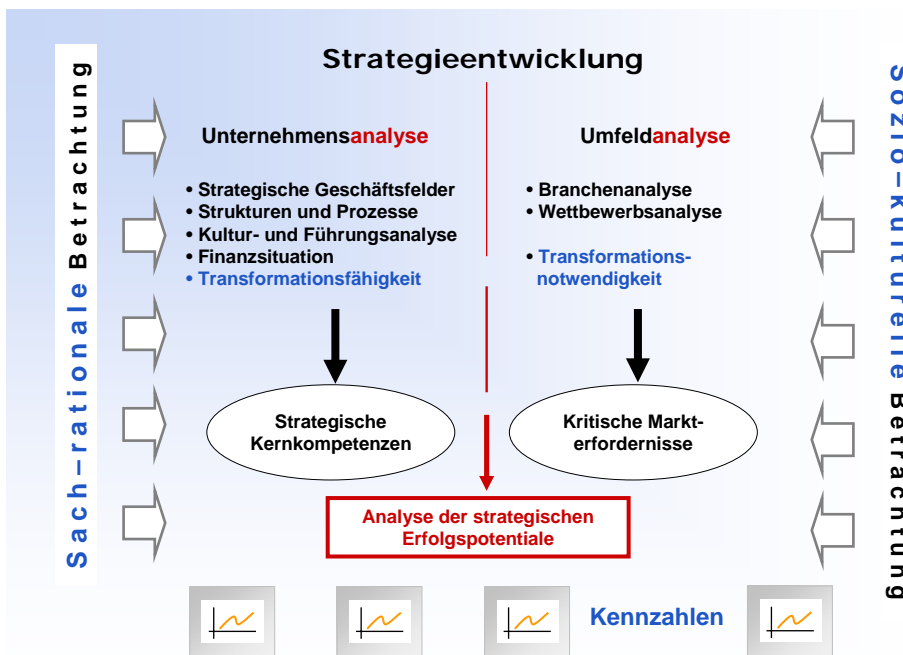 Strategieentwicklung
Sach–rationale Betrachtung
Unternehmensanalyse
• Strategische Geschäftsfelder
• Strukturen und Prozesse
• Kultur- und Führungsanalyse
• Finanzsituation
• Transformationsfähigkeit
Umfeldanalyse
• Branchenanalyse
• Wettbewerbsanalyse
• Transformations-
notwendigkeit
Strategische
Kernkompetenzen
Kritische Markt-
erfordernisse
Analyse der strategischen
Erfolgspotentiale
Kennzahlen
Sozio–kulturelle Betrachtung